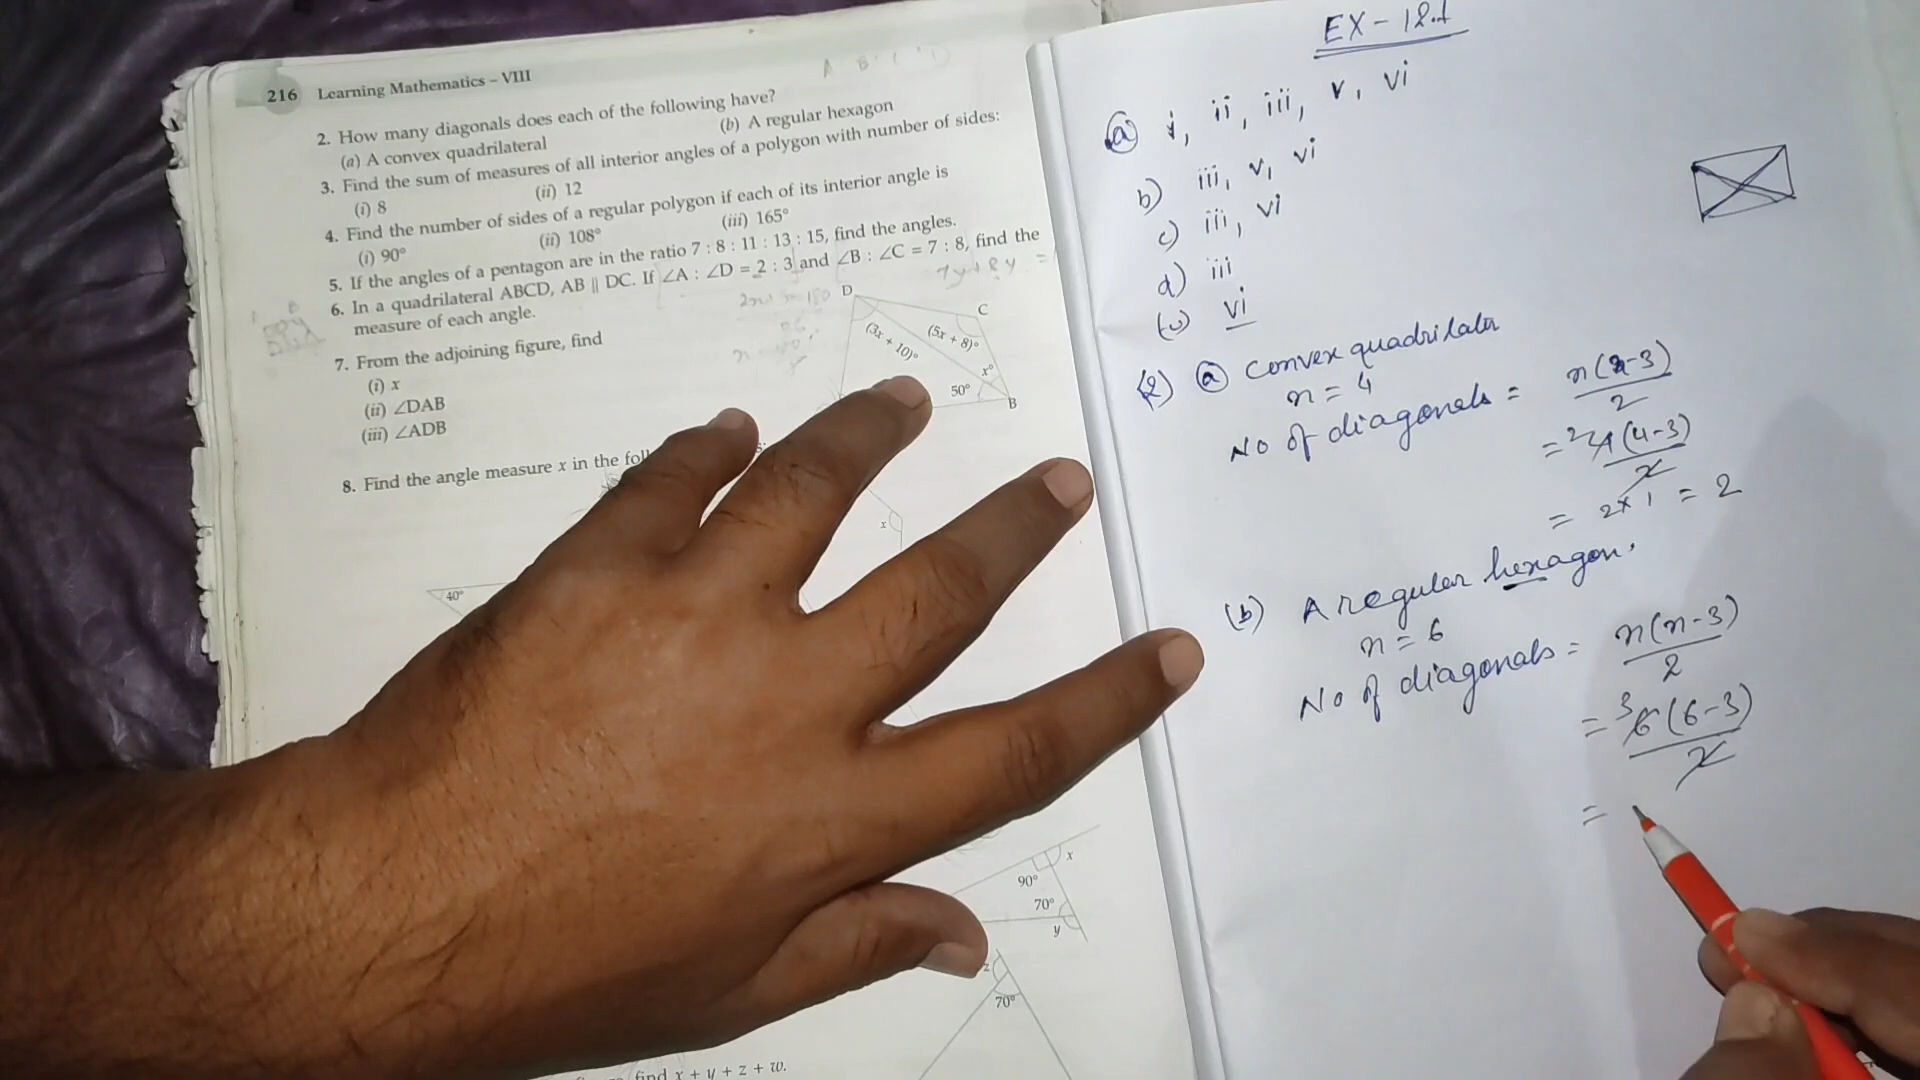 216 Learning Mathematics – VIII
2. How many diagonals does each of the following have?
(a) A convex quadrilateral (b) A regular hexagon
3. Find the sum of measures of all interior angles of a polygon with number of sides:
(i) 8 (ii) 12
4. Find the number of sides of a regular polygon if each of its interior angle is
(i) 90° (ii) 108° (iii) 165°
5. If the angles of a pentagon are in the ratio 7 : 8 : 11 : 13 : 15, find the angles.
6. In a quadrilateral ABCD, AB || DC. If ∠A : ∠D = 2 : 3 and ∠B : ∠C = 7 : 8, find the
measure of each angle.
7. From the adjoining figure, find
(i) x
(ii) ∠DAB
(iii) ∠ADB
D
C
(3x + 10)°
(5x + 8)°
x°
50°
B
8. Find the angle measure x in the
x
40°
90°
x
70°
y
z
70°
find x + y + z + w.
EX - 18.1
a i, ii, iii, v, vi
b) iii, v, vi
c) iii, vi
d) iii
vi
(2) a convex quadrilater
n = 4
No of diagonals = n(n-3)
2
= 2 4(4-3)
2
= 2 x 1 = 2
(b) A regular hexagon.
n = 6
No of diagonals = n(n-3)
2
= 3 6(6-3)
2
=